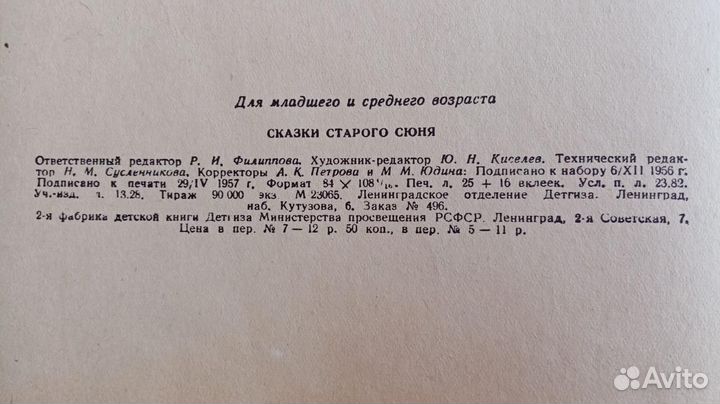 Для младшего и среднего возраста
СКАЗКИ СТАРОГО СЮНЯ
Ответственный редактор Р. И. Филиппова. Художник-редактор Ю. Н. Киселев. Технический редак-
тор Н. М. Сусленникова. Корректоры А. К. Петрова и М М. Юдина: Подписано к набору 6/XII 1956 г.
Подписано к печати 29/IV 1957 г. Формат 84 × 108 1/16. Печ. л. 25 + 16 вклеек. Усл. п. л. 23.82.
Уч.-изд. л. 13.28. Тираж 90 000 экз М 23065. Ленинградское отделение Детгиза. Ленинград,
наб. Кутузова, 6. Заказ № 496.
2-я фабрика детской книги Детгиза Министерства просвещения РСФСР. Ленинград, 2-я Советская, 7.
Цена в пер. № 7 — 12 р. 50 коп., в пер. № 5 — 11 р.
Avito